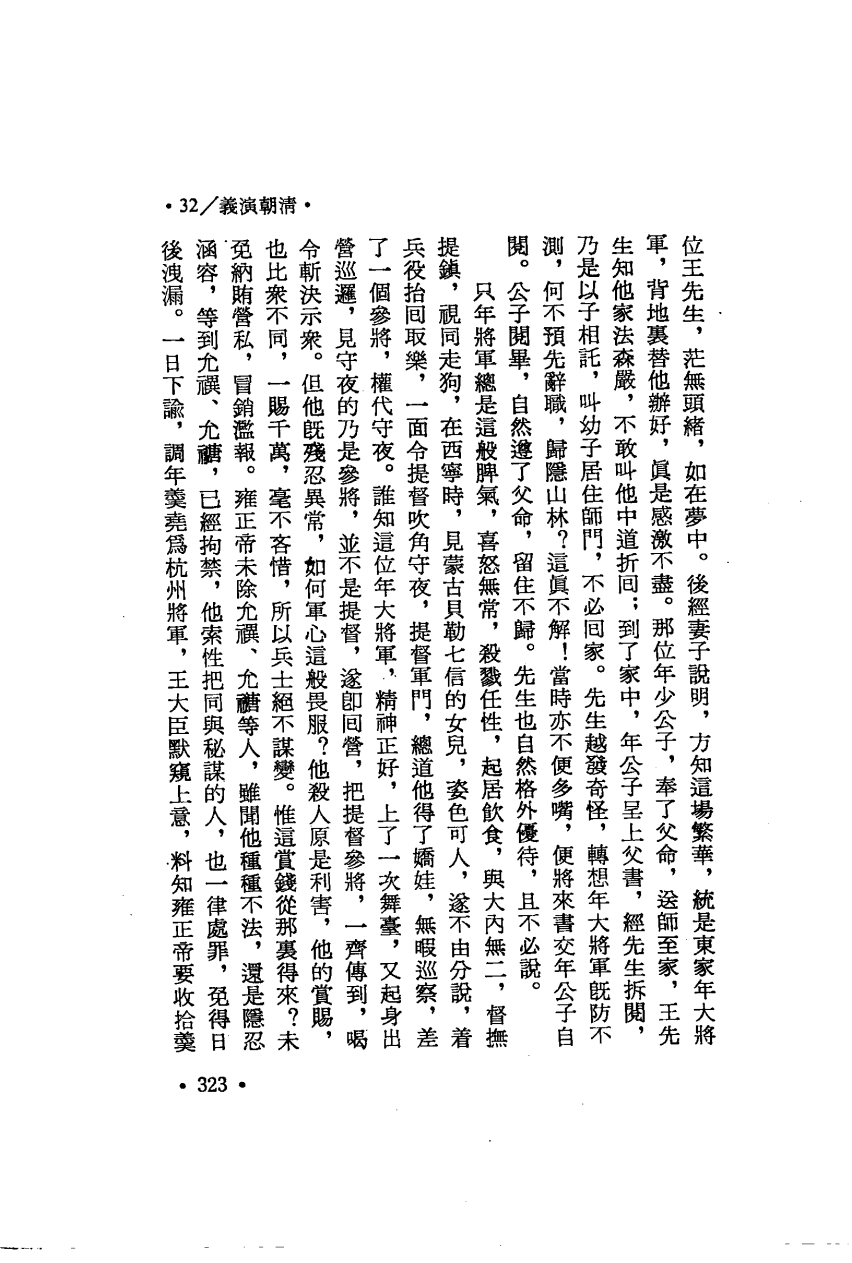 •32/義演朝清•
位王先生，茫無頭緒，如在夢中。後經妻子說明，方知這場繁華，統是東家年大將
軍，背地裏替他辦好，眞是感激不盡。那位年少公子，奉了父命，送師至家，王先
生知他家法森嚴，不敢叫他中道折囘；到了家中，年公子呈上父書，經先生拆閱，
乃是以子相託，叫幼子居住師門，不必囘家。先生越發奇怪，轉想年大將軍旣防不
測，何不預先辭職，歸隱山林？這眞不解！當時亦不便多嘴，便將來書交年公子自
閱。公子閱畢，自然遵了父命，留住不歸。先生也自然格外優待，且不必說。
只年將軍總是這般脾氣，喜怒無常，殺戮任性，起居飲食，與大內無二，督撫
提鎮，視同走狗，在西寧時，見蒙古貝勒七信的女兒，姿色可人，遂不由分說，着
兵役抬囘取樂，一面令提督吹角守夜，提督軍門，總道他得了嬌娃，無暇巡察，差
了一個參將，權代守夜。誰知這位年大將軍，精神正好，上了一次舞臺，又起身出
營巡邏，見守夜的乃是參將，並不是提督，遂卽囘營，把提督參將，一齊傳到，喝
令斬決示衆。但他旣殘忍異常，如何軍心這般畏服？他殺人原是利害，他的賞賜，
也比衆不同，一賜千萬，毫不吝惜，所以兵士絕不謀變。惟這賞錢從那裏得來？未
免納賄營私，冒銷濫報。雍正帝未除允禩、允禟等人，雖聞他種種不法，還是隱忍
涵容，等到允禩、允禟，已經拘禁，他索性把同與秘謀的人，也一律處罪，免得日
後洩漏。一日下諭，調年羹堯爲杭州將軍，王大臣默窺上意，料知雍正帝要收拾羹
•323•